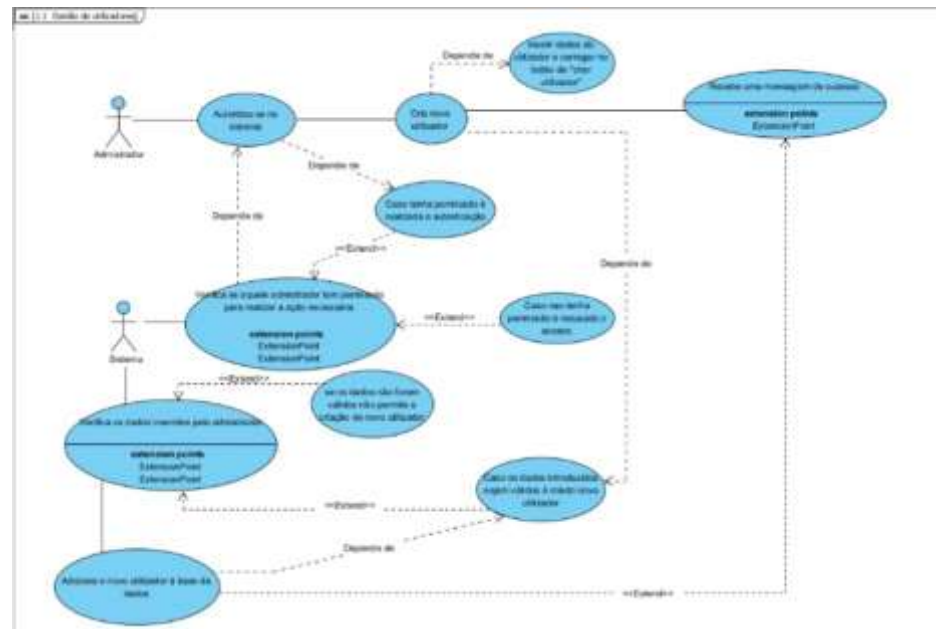 Gestão de utilizadores
Inserir dados do
utilizador e carregar no
botão de "criar
utilizador"
Depende de
Recebe uma mensagem de sucesso
extension points
ExtensionPoint
Autentica-se no
sistema
Cria novo
utilizador
Administrador
Depende de
Caso tenha permissão é
realizada a autenticação
Depende de
<<Extend>>
Depende de
Verifica se aquele administrador tem permissão
para realizar a ação necessária
extension points
ExtensionPoint
ExtensionPoint
<<Extend>>
Caso não tenha
permissão é recusado o
acesso
Sistema
<<Extend>>
se os dados não forem
válidos não permite a
criação de novo utilizador
Verifica os dados inseridos pelo administrador
extension points
ExtensionPoint
ExtensionPoint
Caso os dados introduzidos
sejam válidos é criado novo
utilizador
<<Extend>>
Depende de
Adiciona o novo utilizador à base de
dados
<<Extend>>